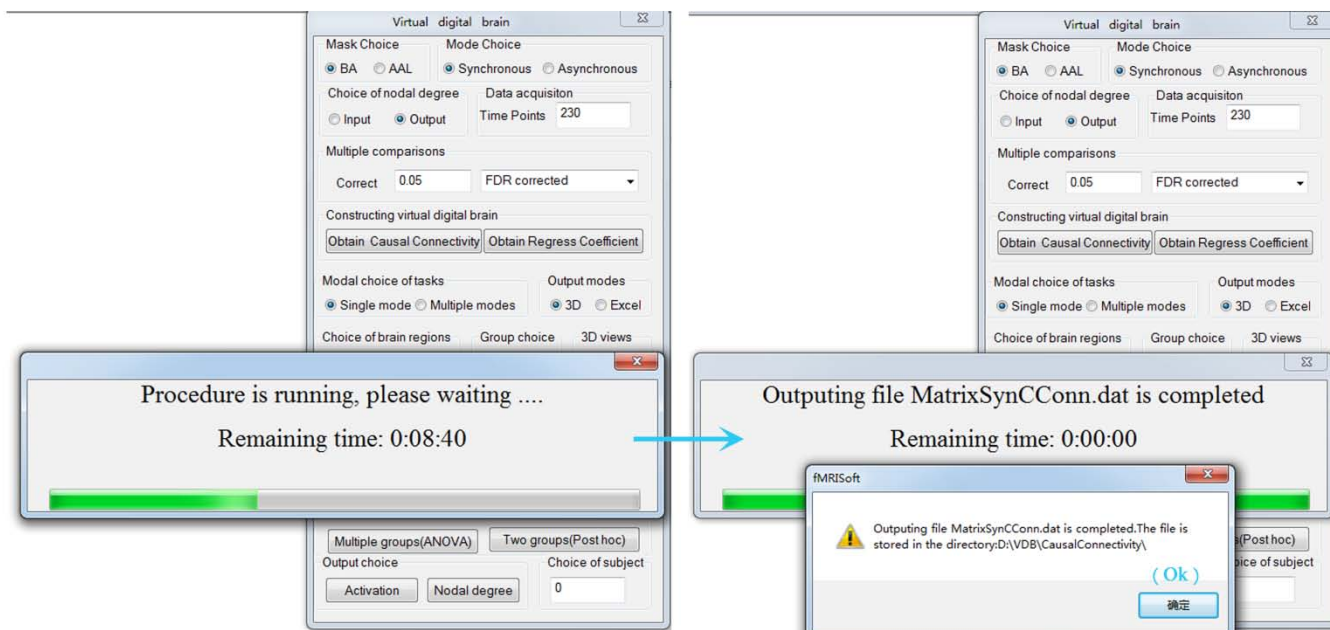 Virtual digital brain
Mask Choice Mode Choice
BA AAL Synchronous Asynchronous
Choice of nodal degree Data acquisiton
Input Output Time Points 230
Multiple comparisons
Correct 0.05 FDR corrected
Constructing virtual digital brain
Obtain Causal Connectivity Obtain Regress Coefficient
Modal choice of tasks Output modes
Single mode Multiple modes 3D Excel
Choice of brain regions Group choice 3D views
Procedure is running, please waiting ....
Remaining time: 0:08:40
Multiple groups(ANOVA) Two groups(Post hoc)
Output choice Choice of subject
Activation Nodal degree 0
Virtual digital brain
Mask Choice Mode Choice
BA AAL Synchronous Asynchronous
Choice of nodal degree Data acquisiton
Input Output Time Points 230
Multiple comparisons
Correct 0.05 FDR corrected
Constructing virtual digital brain
Obtain Causal Connectivity Obtain Regress Coefficient
Modal choice of tasks Output modes
Single mode Multiple modes 3D Excel
Choice of brain regions Group choice 3D views
Outputing file MatrixSynCConn.dat is completed
Remaining time: 0:00:00
fMRISoft
Outputing file MatrixSynCConn.dat is completed.The file is
stored in the directory:D:\VDB\CausalConnectivity\
( Ok )
确定
s(Post hoc)
oice of subject